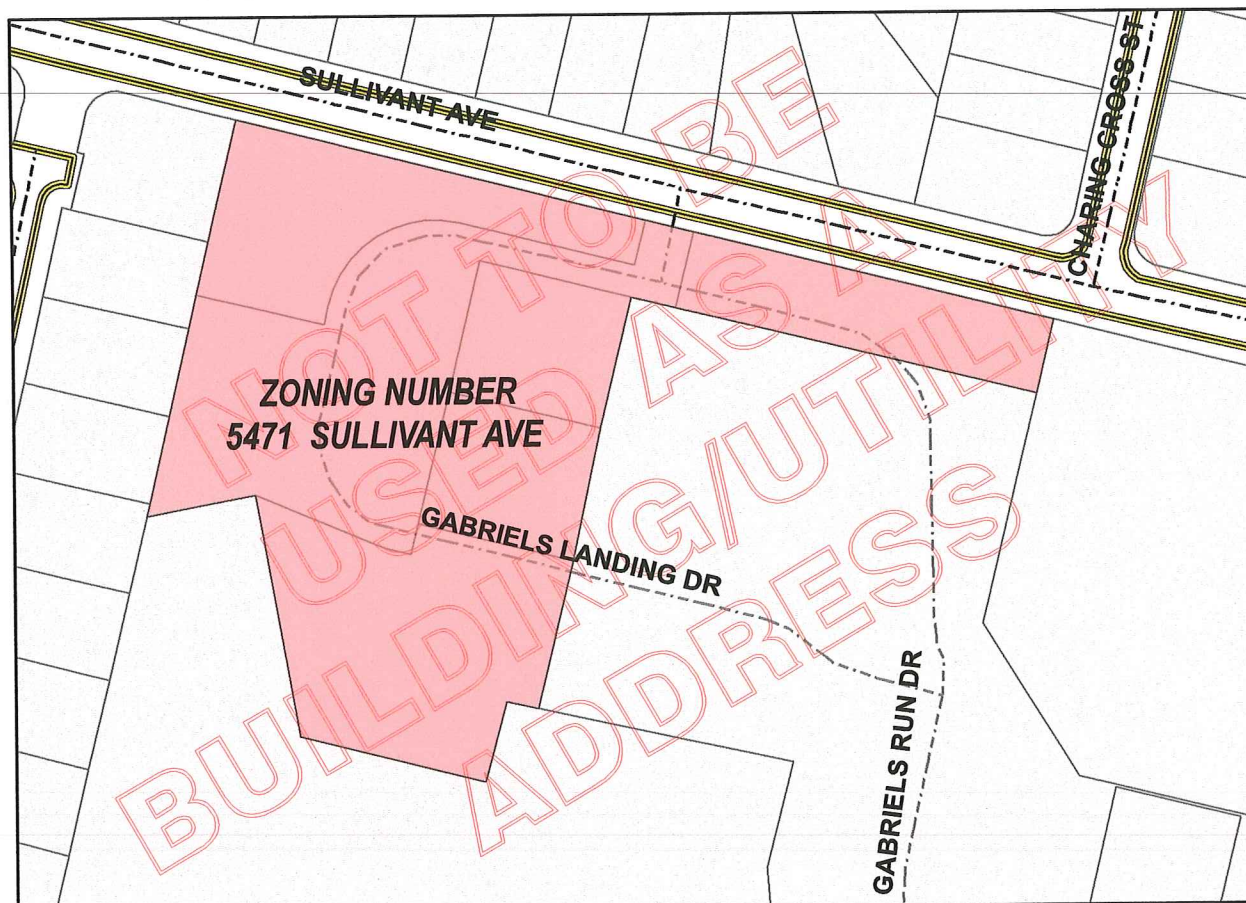 SULLIVANT AVE
CHARING CROSS ST
ZONING NUMBER
5471 SULLIVANT AVE
GABRIELS LANDING DR
GABRIELS RUN DR
NOT TO BE
USED AS A
BUILDING/UTILITY
ADDRESS